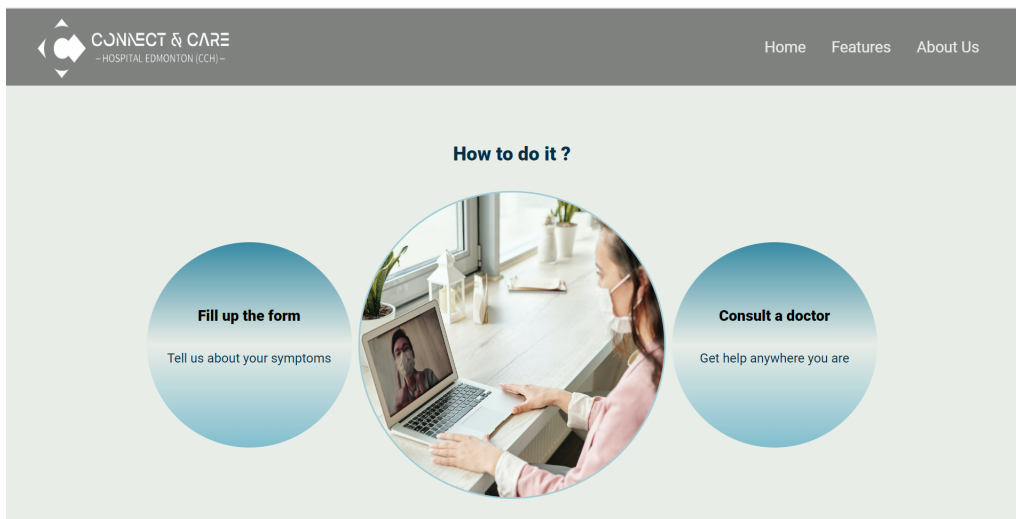 CONNECT & CARE
–HOSPITAL EDMONTON (CCH)–
Home Features About Us
How to do it ?
Fill up the form
Tell us about your symptoms
Consult a doctor
Get help anywhere you are